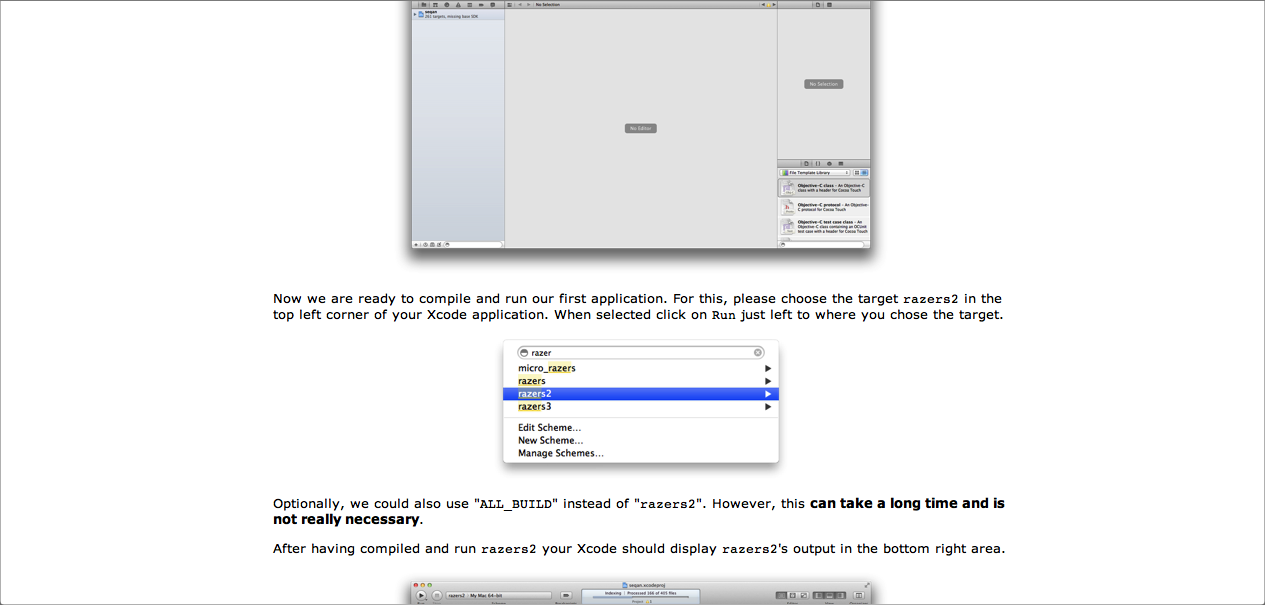 No Selection
seqan
261 targets, missing base SDK
No Selection
No Editor
File Template Library
Objective-C class - An Objective-C
class with a header for Cocoa Touch
Objective-C protocol - An Objective-
C protocol for Cocoa Touch
Objective-C test case class - An
Objective-C class containing an OCUnit
test case with a header for Cocoa Touch
Now we are ready to compile and run our first application. For this, please choose the target razers2 in the
top left corner of your Xcode application. When selected click on Run just left to where you chose the target.
razer
micro_razers
razers
razers2
razers3
Edit Scheme...
New Scheme...
Manage Schemes...
Optionally, we could also use "ALL_BUILD" instead of "razers2". However, this can take a long time and is
not really necessary.
After having compiled and run razers2 your Xcode should display razers2's output in the bottom right area.
seqan.xcodeproj
razers2 My Mac 64-bit
Indexing | Processed 166 of 405 files